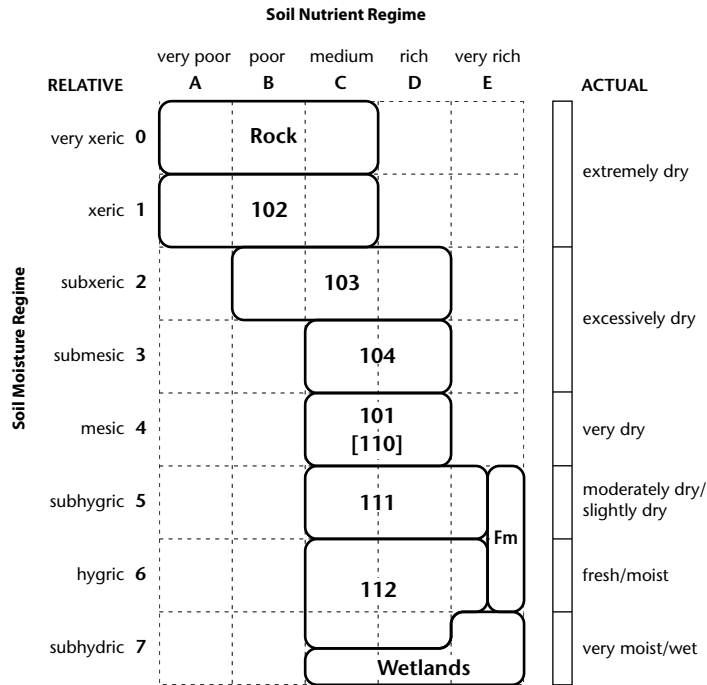 Soil Nutrient Regime
very poor poor medium rich very rich
RELATIVE A B C D E ACTUAL
very xeric 0 Rock
extremely dry
xeric 1 102
subxeric 2 103
excessively dry
submesic 3 104
mesic 4 101 very dry
[110]
Soil Moisture Regime
subhygric 5 111 moderately dry/
slightly dry
Fm
hygric 6 112 fresh/moist
subhydric 7 very moist/wet
Wetlands